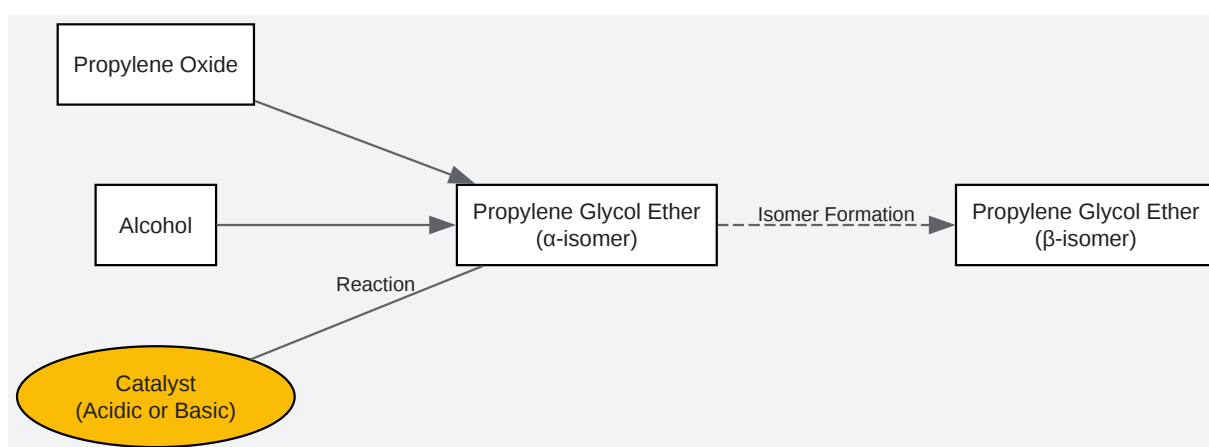 Propylene Oxide
Alcohol
Propylene Glycol Ether
(α-isomer)
Isomer Formation
Propylene Glycol Ether
(β-isomer)
Reaction
Catalyst
(Acidic or Basic)